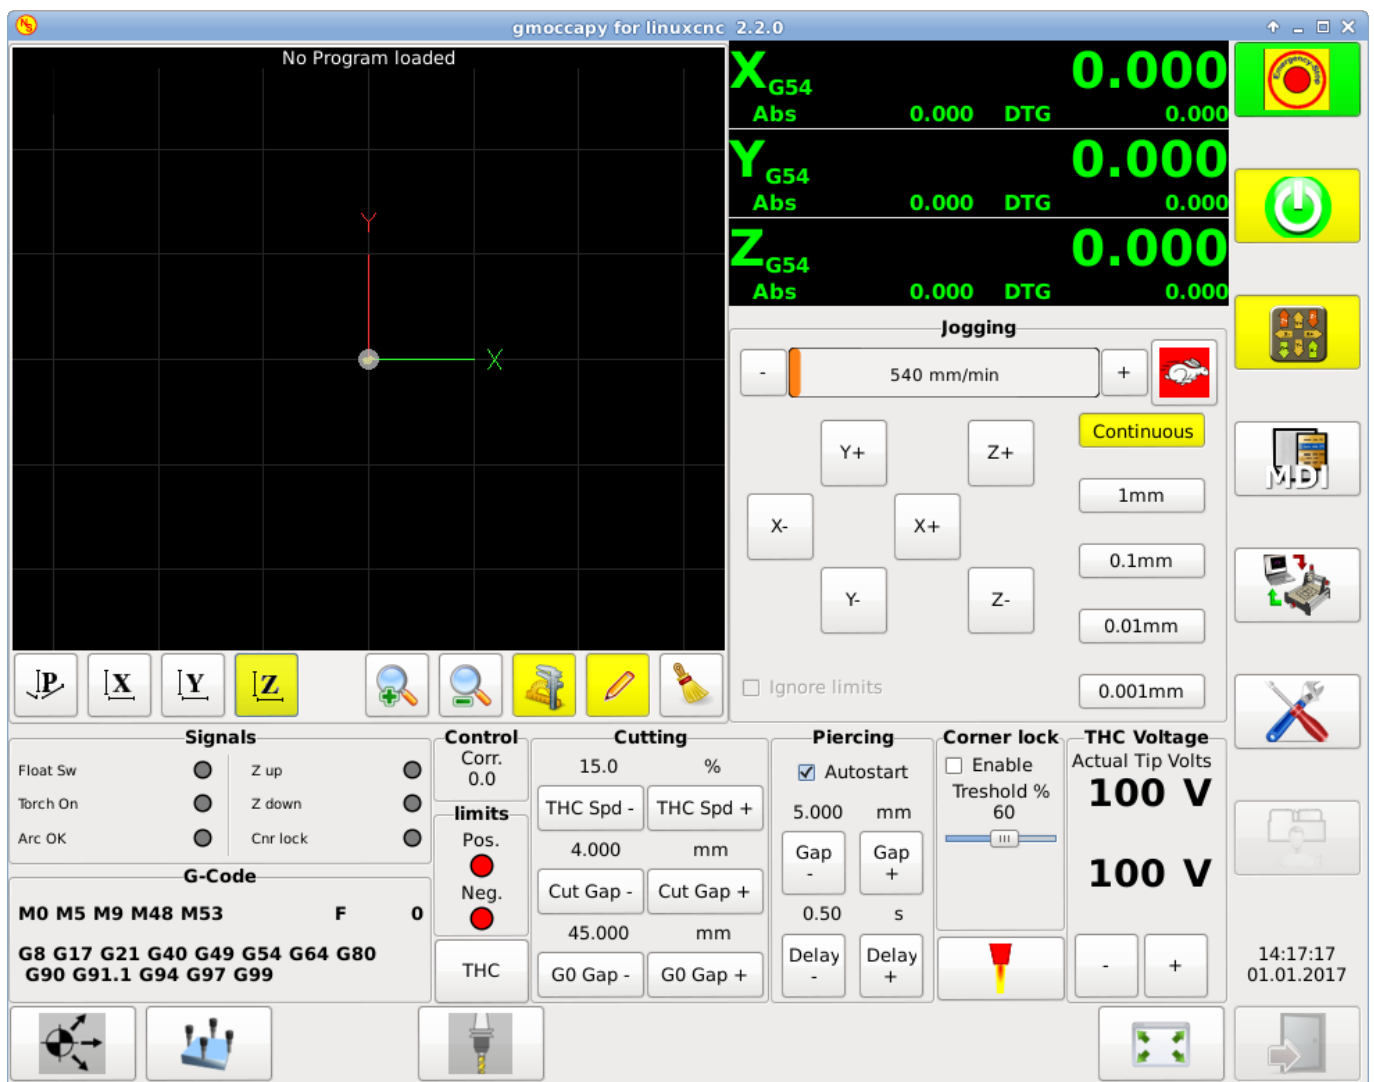 gmoccapy for linuxcnc 2.2.0
No Program loaded
Y
X
X G54 0.000
Abs 0.000 DTG 0.000
Y G54 0.000
Abs 0.000 DTG 0.000
Z G54 0.000
Abs 0.000 DTG 0.000
Emergency-Stop
Jogging
- 540 mm/min +
Continuous
Y+ Z+
1mm
X- X+
0.1mm
Y- Z-
0.01mm
Ignore limits
0.001mm
MDI
P X Y Z
Signals
Float Sw Z up
Torch On Z down
Arc OK Cnr lock
G-Code
M0 M5 M9 M48 M53 F 0
G8 G17 G21 G40 G49 G54 G64 G80
G90 G91.1 G94 G97 G99
Control
Corr.
0.0
limits
Pos.
Neg.
THC
Cutting
15.0 %
THC Spd - THC Spd +
4.000 mm
Cut Gap - Cut Gap +
45.000 mm
G0 Gap - G0 Gap +
Piercing
Autostart
5.000 mm
Gap - Gap +
0.50 s
Delay - Delay +
Corner lock
Enable
Treshold %
60
THC Voltage
Actual Tip Volts
100 V
100 V
- +
14:17:17
01.01.2017